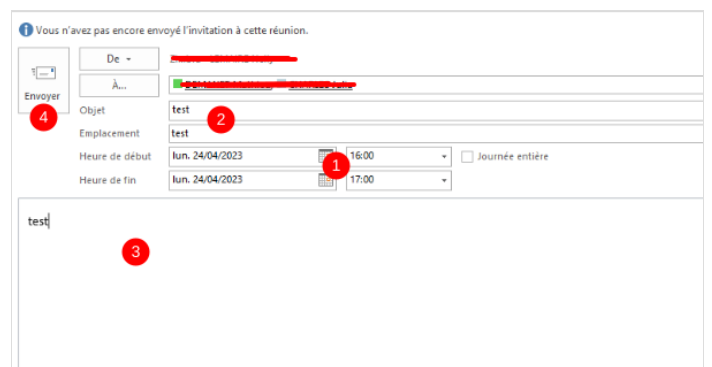 Vous n'avez pas encore envoyé l'invitation à cette réunion.
De
À...
Envoyer
4
Objet test
2
Emplacement test
Heure de début lun. 24/04/2023 16:00 Journée entière
1
Heure de fin lun. 24/04/2023 17:00
test
3